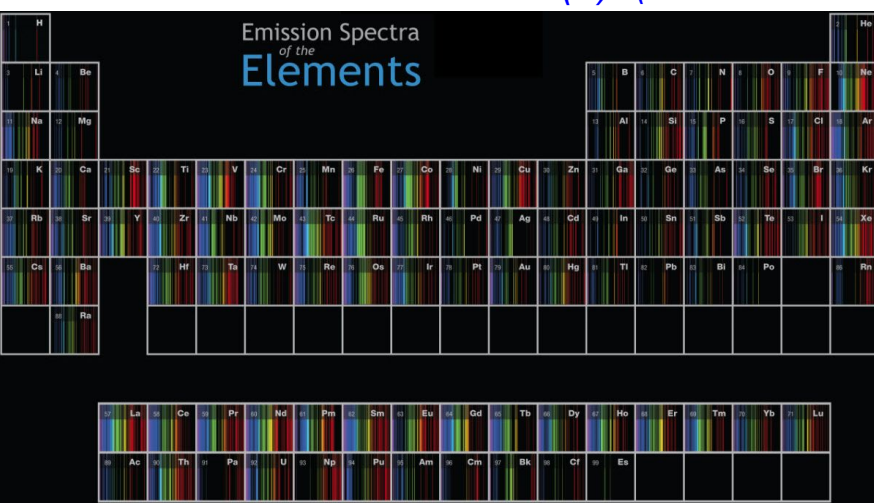 Emission Spectra
of the
Elements
1 H
2 He
3 Li
4 Be
5 B
6 C
7 N
8 O
9 F
10 Ne
11 Na
12 Mg
13 Al
14 Si
15 P
16 S
17 Cl
18 Ar
19 K
20 Ca
21 Sc
22 Ti
23 V
24 Cr
25 Mn
26 Fe
27 Co
28 Ni
29 Cu
30 Zn
31 Ga
32 Ge
33 As
34 Se
35 Br
36 Kr
37 Rb
38 Sr
39 Y
40 Zr
41 Nb
42 Mo
43 Tc
44 Ru
45 Rh
46 Pd
47 Ag
48 Cd
49 In
50 Sn
51 Sb
52 Te
53 I
54 Xe
55 Cs
56 Ba
72 Hf
73 Ta
74 W
75 Re
76 Os
77 Ir
78 Pt
79 Au
80 Hg
81 Tl
82 Pb
83 Bi
84 Po
86 Rn
88 Ra
57 La
58 Ce
59 Pr
60 Nd
61 Pm
62 Sm
63 Eu
64 Gd
65 Tb
66 Dy
67 Ho
68 Er
69 Tm
70 Yb
71 Lu
89 Ac
90 Th
91 Pa
92 U
93 Np
94 Pu
95 Am
96 Cm
97 Bk
98 Cf
99 Es